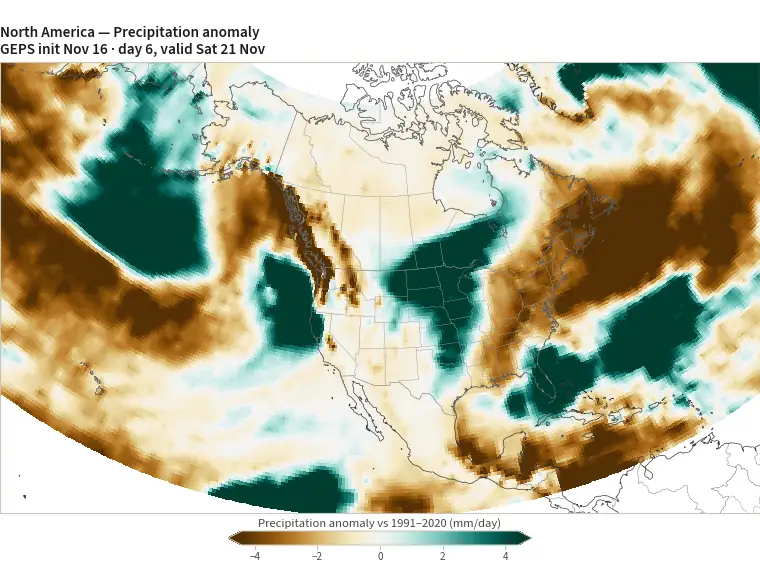 North America — Precipitation anomaly
GEPS init Nov 16 · day 6, valid Sat 21 Nov
Precipitation anomaly vs 1991–2020 (mm/day)
−4 −2 0 2 4